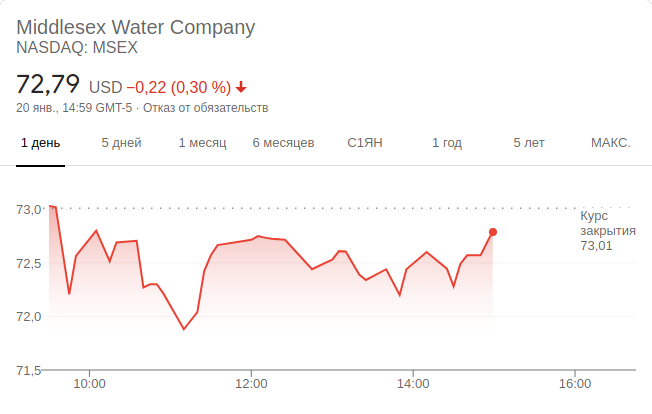 Middlesex Water Company
NASDAQ: MSEX
72,79 USD −0,22 (0,30 %)
20 янв., 14:59 GMT-5 · Отказ от обязательств
1 день 5 дней 1 месяц 6 месяцев С1ЯН 1 год 5 лет МАКС.
73,0
Курс
закрытия
73,01
72,5
72,0
71,5
10:00 12:00 14:00 16:00